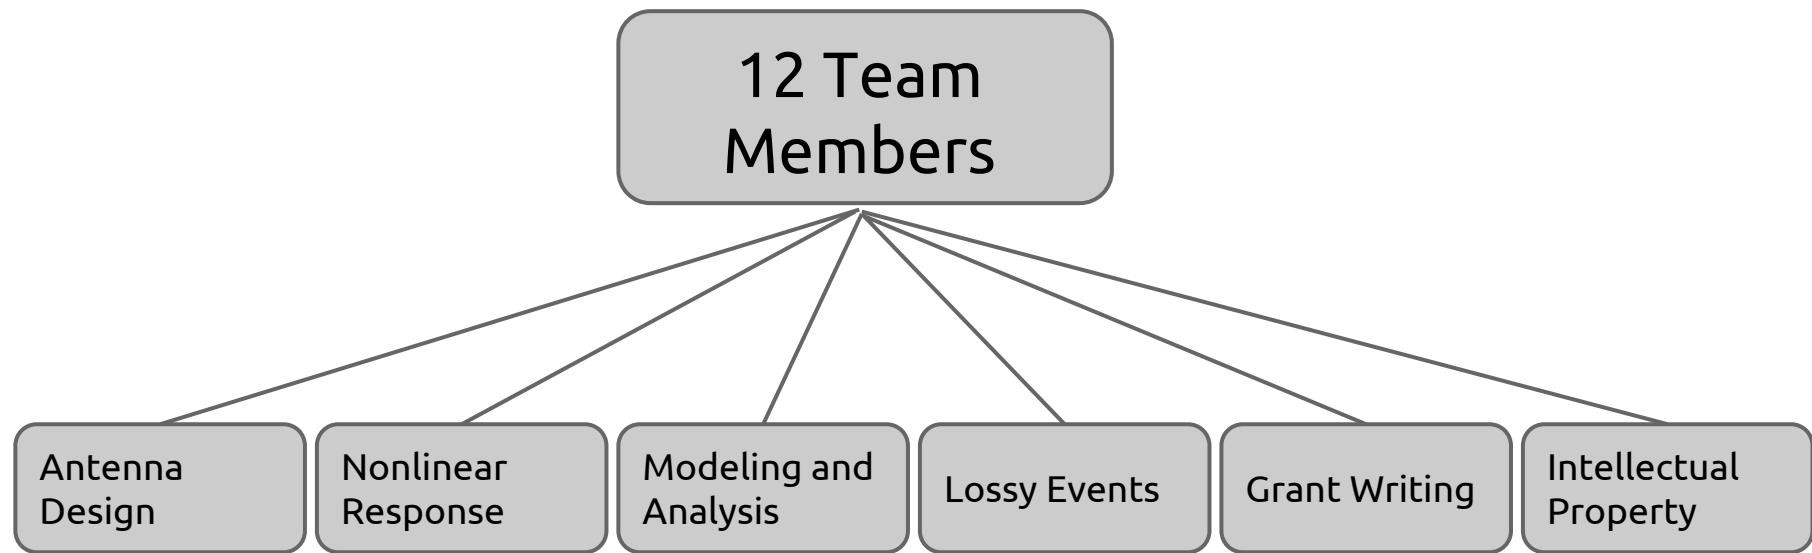 12 Team
Members
Antenna
Design
Nonlinear
Response
Modeling and
Analysis
Lossy Events
Grant Writing
Intellectual
Property